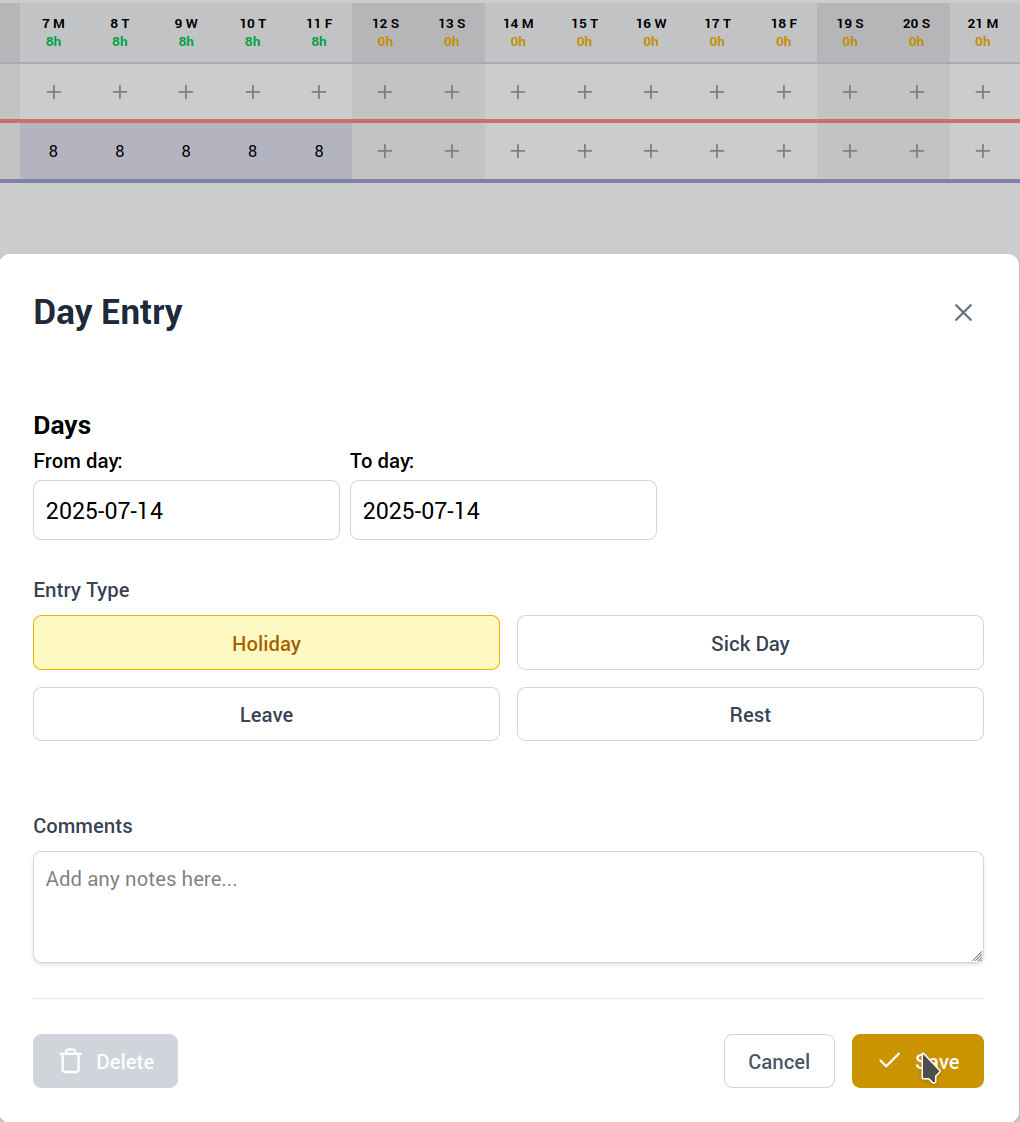 7 M 8 T 9 W 10 T 11 F 12 S 13 S 14 M 15 T 16 W 17 T 18 F 19 S 20 S 21 M
8h 8h 8h 8h 8h 0h 0h 0h 0h 0h 0h 0h 0h 0h 0h
+ + + + + + + + + + + + + + +
8 8 8 8 8 + + + + + + + + + +
Day Entry
Days
From day: To day:
2025-07-14 2025-07-14
Entry Type
Holiday Sick Day
Leave Rest
Comments
Add any notes here...
Delete Cancel Save